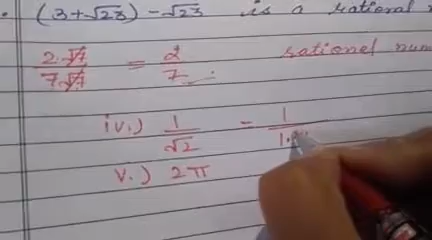 (3+√23) - √23 is a rational
2√7/7√7 = 2/7 rational num
iv.) 1/√2 = 1/1.
v.) 2π